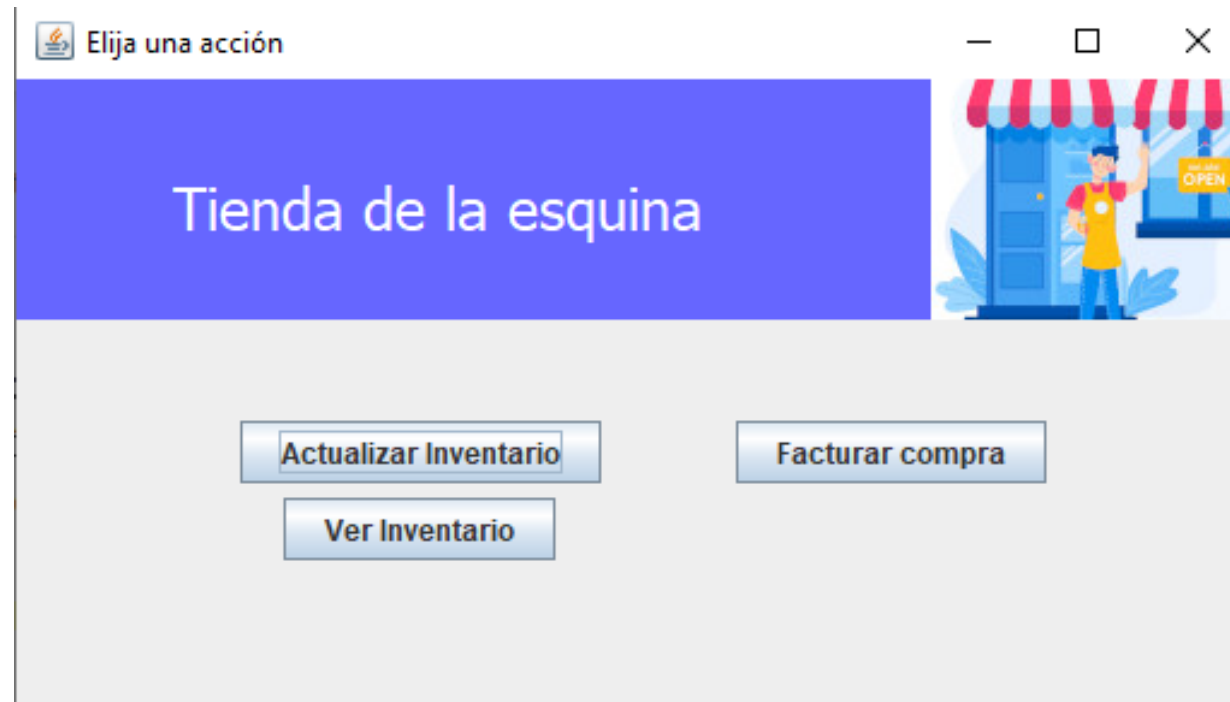 Elija una acción
Tienda de la esquina
OPEN
Actualizar Inventario
Facturar compra
Ver Inventario